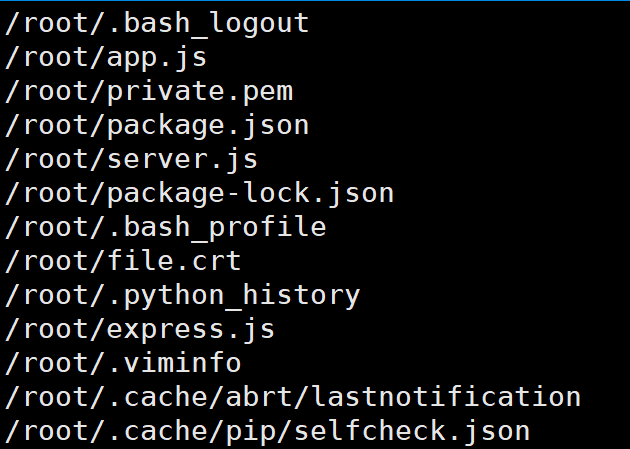 /root/.bash_logout
/root/app.js
/root/private.pem
/root/package.json
/root/server.js
/root/package-lock.json
/root/.bash_profile
/root/file.crt
/root/.python_history
/root/express.js
/root/.viminfo
/root/.cache/abrt/lastnotification
/root/.cache/pip/selfcheck.json